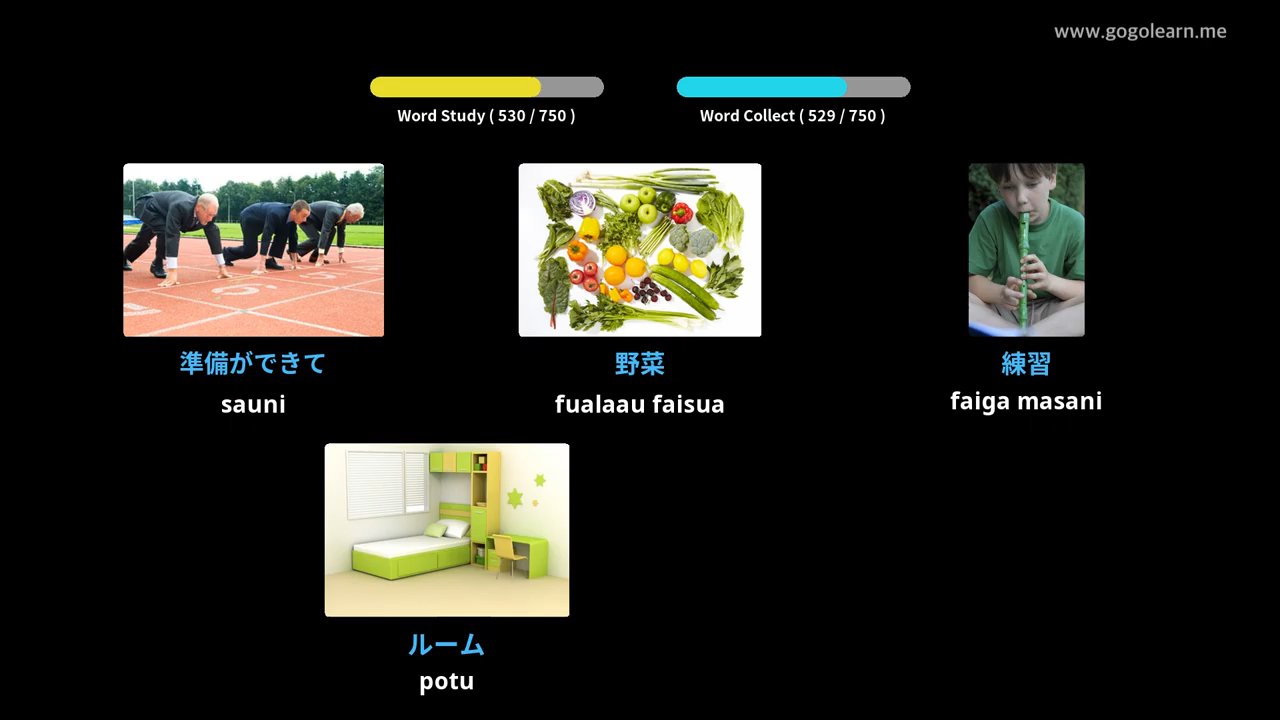 www.gogolearn.me
Word Study ( 530 / 750 )
Word Collect ( 529 / 750 )
準備ができて
sauni
野菜
fualaau faisua
練習
faiga masani
ルーム
potu